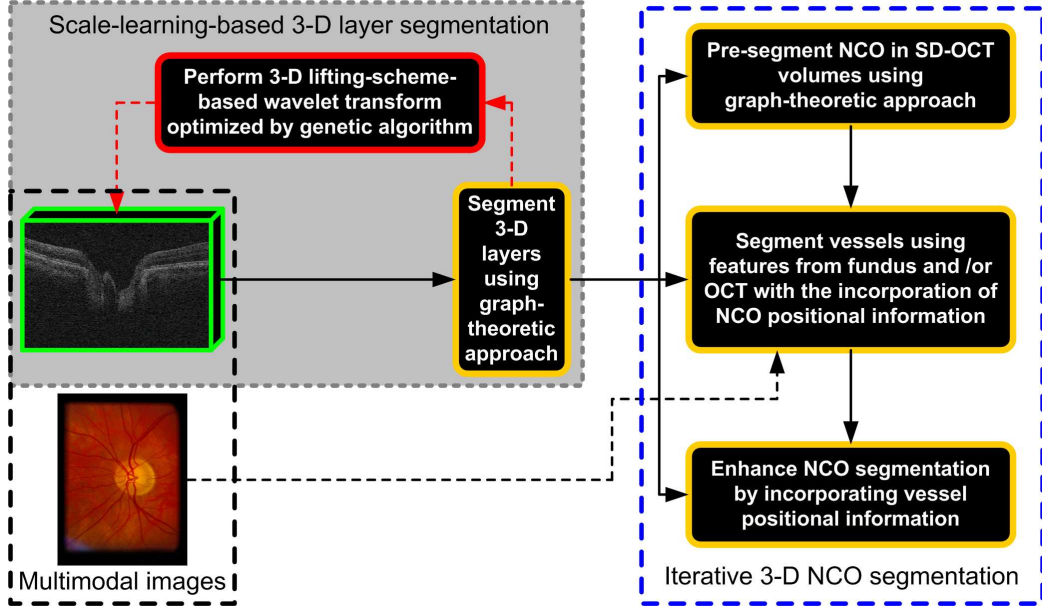 Scale-learning-based 3-D layer segmentation
Perform 3-D lifting-scheme-
based wavelet transform
optimized by genetic algorithm
Segment
3-D
layers
using
graph-
theoretic
approach
Multimodal images
Pre-segment NCO in SD-OCT
volumes using
graph-theoretic approach
Segment vessels using
features from fundus and /or
OCT with the incorporation of
NCO positional information
Enhance NCO segmentation
by incorporating vessel
positional information
Iterative 3-D NCO segmentation